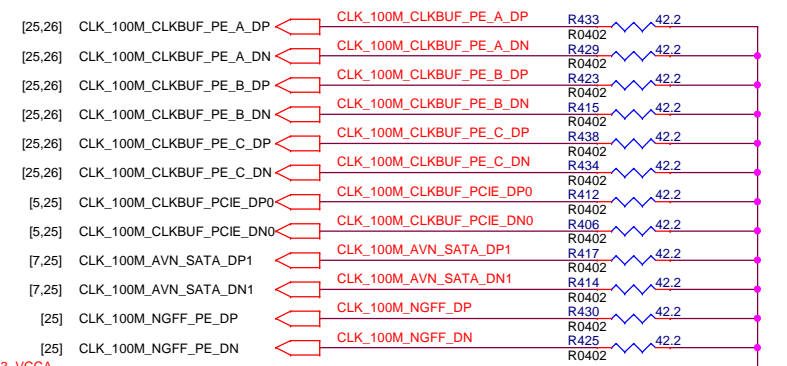 [25,26] CLK_100M_CLKBUF_PE_A_DP CLK_100M_CLKBUF_PE_A_DP R433 42.2
R0402
[25,26] CLK_100M_CLKBUF_PE_A_DN CLK_100M_CLKBUF_PE_A_DN R429 42.2
R0402
[25,26] CLK_100M_CLKBUF_PE_B_DP CLK_100M_CLKBUF_PE_B_DP R423 42.2
R0402
[25,26] CLK_100M_CLKBUF_PE_B_DN CLK_100M_CLKBUF_PE_B_DN R415 42.2
R0402
[25,26] CLK_100M_CLKBUF_PE_C_DP CLK_100M_CLKBUF_PE_C_DP R438 42.2
R0402
[25,26] CLK_100M_CLKBUF_PE_C_DN CLK_100M_CLKBUF_PE_C_DN R434 42.2
R0402
[5,25] CLK_100M_CLKBUF_PCIE_DP0 CLK_100M_CLKBUF_PCIE_DP0 R412 42.2
R0402
[5,25] CLK_100M_CLKBUF_PCIE_DN0 CLK_100M_CLKBUF_PCIE_DN0 R406 42.2
R0402
[7,25] CLK_100M_AVN_SATA_DP1 CLK_100M_AVN_SATA_DP1 R417 42.2
R0402
[7,25] CLK_100M_AVN_SATA_DN1 CLK_100M_AVN_SATA_DN1 R414 42.2
R0402
[25] CLK_100M_NGFF_PE_DP CLK_100M_NGFF_DP R430 42.2
R0402
[25] CLK_100M_NGFF_PE_DN CLK_100M_NGFF_DN R425 42.2
R0402